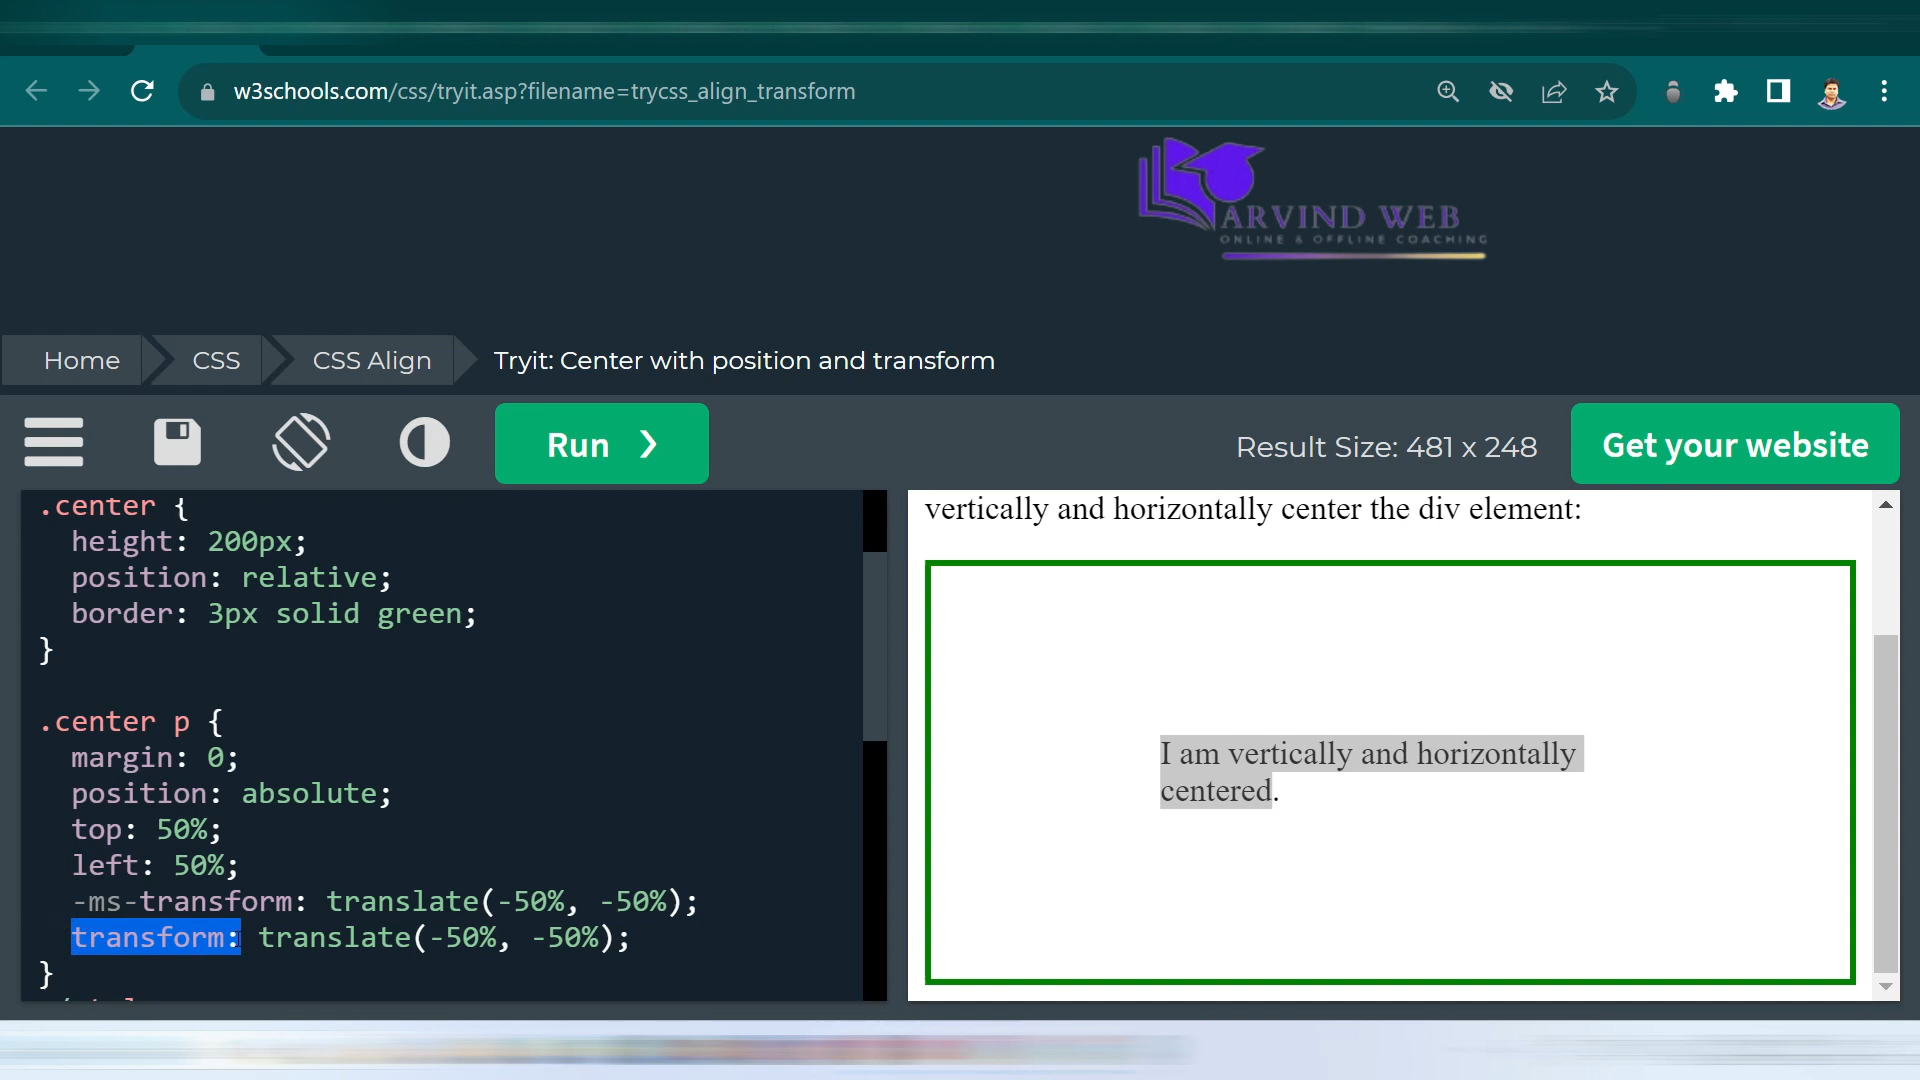 w3schools.com/css/tryit.asp?filename=trycss_align_transform
ARVIND WEB
ONLINE & OFFLINE COACHING
Home
CSS
CSS Align
Tryit: Center with position and transform
Run ❯
Result Size: 481 x 248
Get your website
.center {
height: 200px;
position: relative;
border: 3px solid green;
}
.center p {
margin: 0;
position: absolute;
top: 50%;
left: 50%;
-ms-transform: translate(-50%, -50%);
transform: translate(-50%, -50%);
}
vertically and horizontally center the div element:
I am vertically and horizontally
centered.